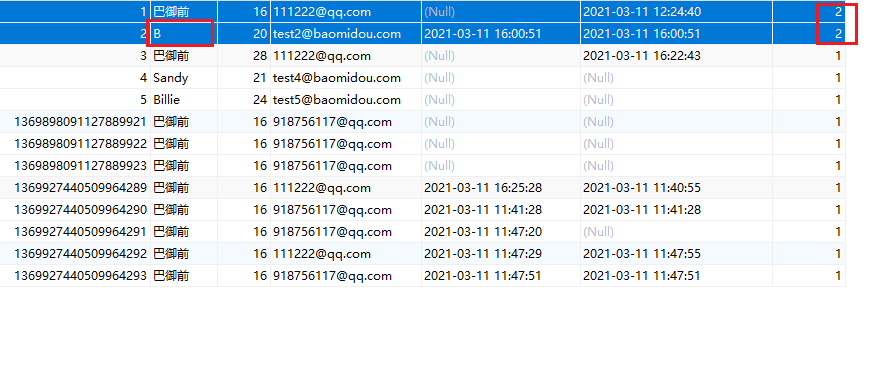 1 巴御前 16 111222@qq.com (Null) 2021-03-11 12:24:40 2
2 B 20 test2@baomidou.com 2021-03-11 16:00:51 2021-03-11 16:00:51 2
3 巴御前 28 111222@qq.com (Null) 2021-03-11 16:22:43 1
4 Sandy 21 test4@baomidou.com (Null) (Null) 1
5 Billie 24 test5@baomidou.com (Null) (Null) 1
1369898091127889921 巴御前 16 918756117@qq.com (Null) (Null) 1
1369898091127889922 巴御前 16 918756117@qq.com (Null) (Null) 1
1369898091127889923 巴御前 16 918756117@qq.com (Null) (Null) 1
1369927440509964289 巴御前 16 111222@qq.com 2021-03-11 16:25:28 2021-03-11 11:40:55 1
1369927440509964290 巴御前 16 918756117@qq.com 2021-03-11 11:41:28 2021-03-11 11:41:28 1
1369927440509964291 巴御前 16 918756117@qq.com 2021-03-11 11:47:20 (Null) 1
1369927440509964292 巴御前 16 111222@qq.com 2021-03-11 11:47:29 2021-03-11 11:47:55 1
1369927440509964293 巴御前 16 918756117@qq.com 2021-03-11 11:47:51 2021-03-11 11:47:51 1